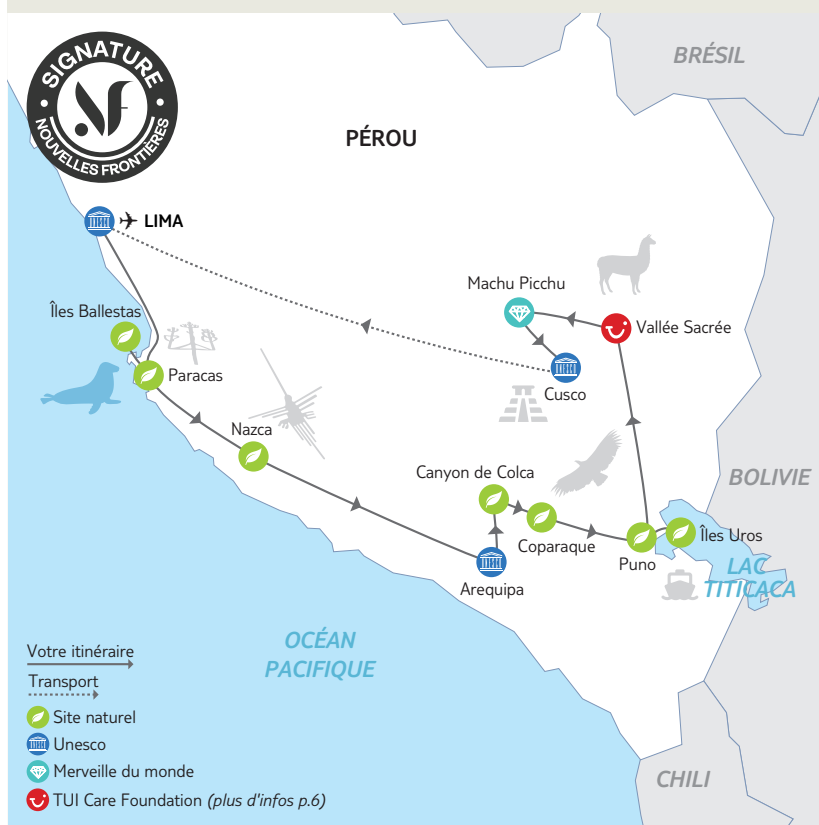 SIGNATURE
NOUVELLES FRONTIÈRES
NF
BRÉSIL
PÉROU
LIMA
Machu Picchu
Îles Ballestas
Vallée Sacrée
Paracas
Cusco
Nazca
Canyon de Colca
BOLIVIE
Coparaque
Îles Uros
Puno
LAC
TITICACA
Arequipa
OCÉAN
PACIFIQUE
Votre itinéraire
Transport
Site naturel
Unesco
Merveille du monde
CHILI
TUI Care Foundation (plus d'infos p.6)